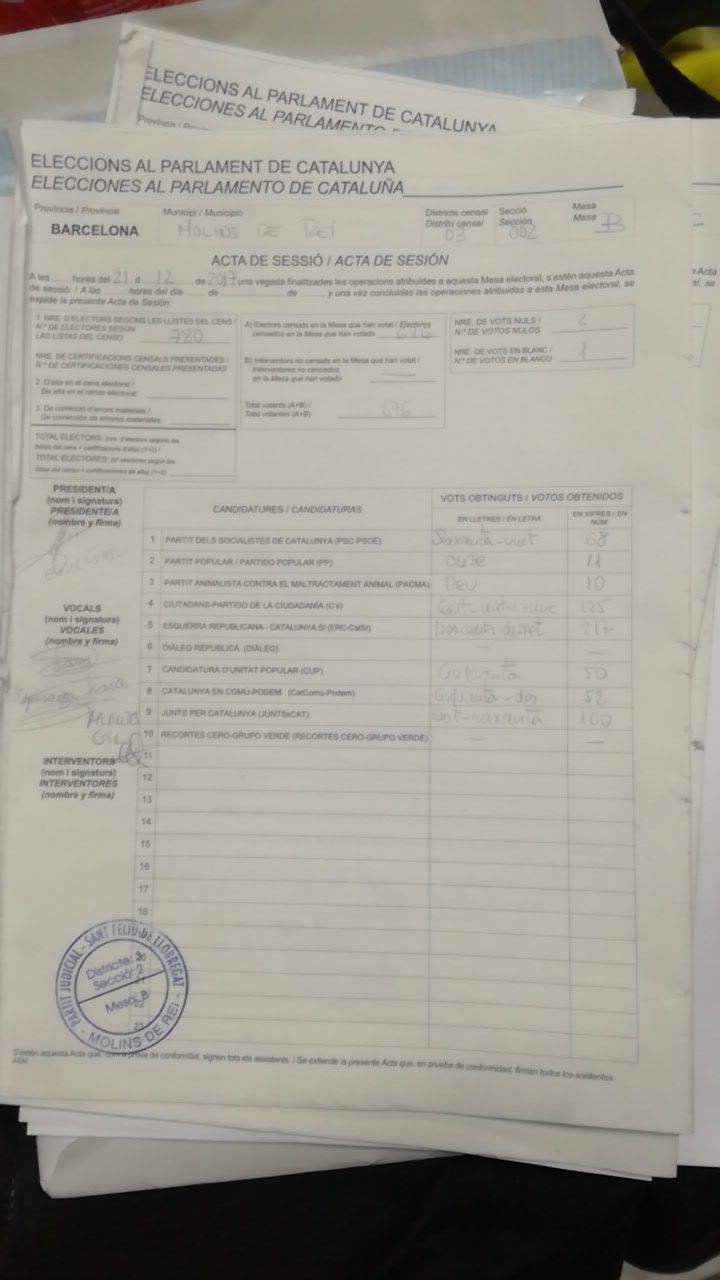 ELECCIONS AL PARLAMENT DE CATALUNYA
ELECCIONES AL PARLAMENTO DE
ELECCIONS AL PARLAMENT DE CATALUNYA
ELECCIONES AL PARLAMENTO DE CATALUÑA
Província / Provincia
BARCELONA
Municipi / Municipio
MOLINS DE REI
Districte censal
Distrito censal
03
Secció
Sección
002
Mesa
Mesa B
ACTA DE SESSIÓ / ACTA DE SESIÓN
A les hores del 21 d 12 de 2017 una vegada finalitzades les operacions atribuïdes a aquesta Mesa electoral, s'estén aquesta Acta
de sessió: / A las horas del día de de , y una vez concluidas las operaciones atribuidas a esta Mesa electoral, se
expide la presente Acta de Sesión:
1 NRE. D'ELECTORS SEGONS LES LLISTES DEL CENS /
N.º DE ELECTORES SEGÚN
LAS LISTAS DEL CENSO 780
NRE. DE CERTIFICACIONS CENSALS PRESENTADES /
N.º DE CERTIFICACIONES CENSALES PRESENTADAS
2. D'alta en el cens electoral /
De alta en el censo electoral:
3. De correcció d'errors materials /
De corrección de errores materiales:
TOTAL ELECTORS: (nre. d'electors segons les
llistes del cens + certificacions d'altes) (1+2) /
TOTAL ELECTORES: (nº electores según las
listas del censo + certificaciones de alta) (1+2)
A) Electors censats en la Mesa que han votat / Electores
censados en la Mesa que han votado 696
B) Interventors no censats en la Mesa que han votat /
Interventores no censados
en la Mesa que han votado
Total votants (A+B) /
Total votantes (A+B) 696
NRE. DE VOTS NULS /
N.º DE VOTOS NULOS 2
NRE. DE VOTS EN BLANC /
N.º DE VOTOS EN BLANCO 1
PRESIDENT/A
(nom i signatura)
PRESIDENTE/A
(nombre y firma)
VOCALS
(nom i signatura)
VOCALES
(nombre y firma)
INTERVENTORS
(nom i signatura)
INTERVENTORES
(nombre y firma)
CANDIDATURES / CANDIDATURAS
VOTS OBTINGUTS / VOTOS OBTENIDOS
EN LLETRES / EN LETRA
EN XIFRES / EN NÚM
1 PARTIT DELS SOCIALISTES DE CATALUNYA (PSC-PSOE) Seixanta-vuit 68
2 PARTIT POPULAR / PARTIDO POPULAR (PP) onze 11
3 PARTIT ANIMALISTA CONTRA EL MALTRACTAMENT ANIMAL (PACMA) Deu 10
4 CIUTADANS-PARTIDO DE LA CIUDADANÍA (C's) 125
5 ESQUERRA REPUBLICANA - CATALUNYA SÍ (ERC-CatSí) 217
6 DIÀLEG REPUBLICÀ (DIÀLEG) —
7 CANDIDATURA D'UNITAT POPULAR (CUP) Cinquanta 50
8 CATALUNYA EN COMÚ-PODEM (CatComú-Podem) Cinquanta-dos 52
9 JUNTS PER CATALUNYA (JUNTSxCAT) Cent-seixanta 160
10 RECORTES CERO-GRUPO VERDE (RECORTES CERO-GRUPO VERDE) — —
11
12
13
14
15
16
17
18
22
23
PARTIT JUDICIAL - SANT FELIU DE LLOBREGAT
Districte: 3
Secció: 2
Mesa: B
- MOLINS DE REI -
S'estén aquesta Acta que, com a prova de conformitat, signen tots els assistents. / Se extiende la presente Acta que, en prueba de conformidad, firman todos los asistentes.